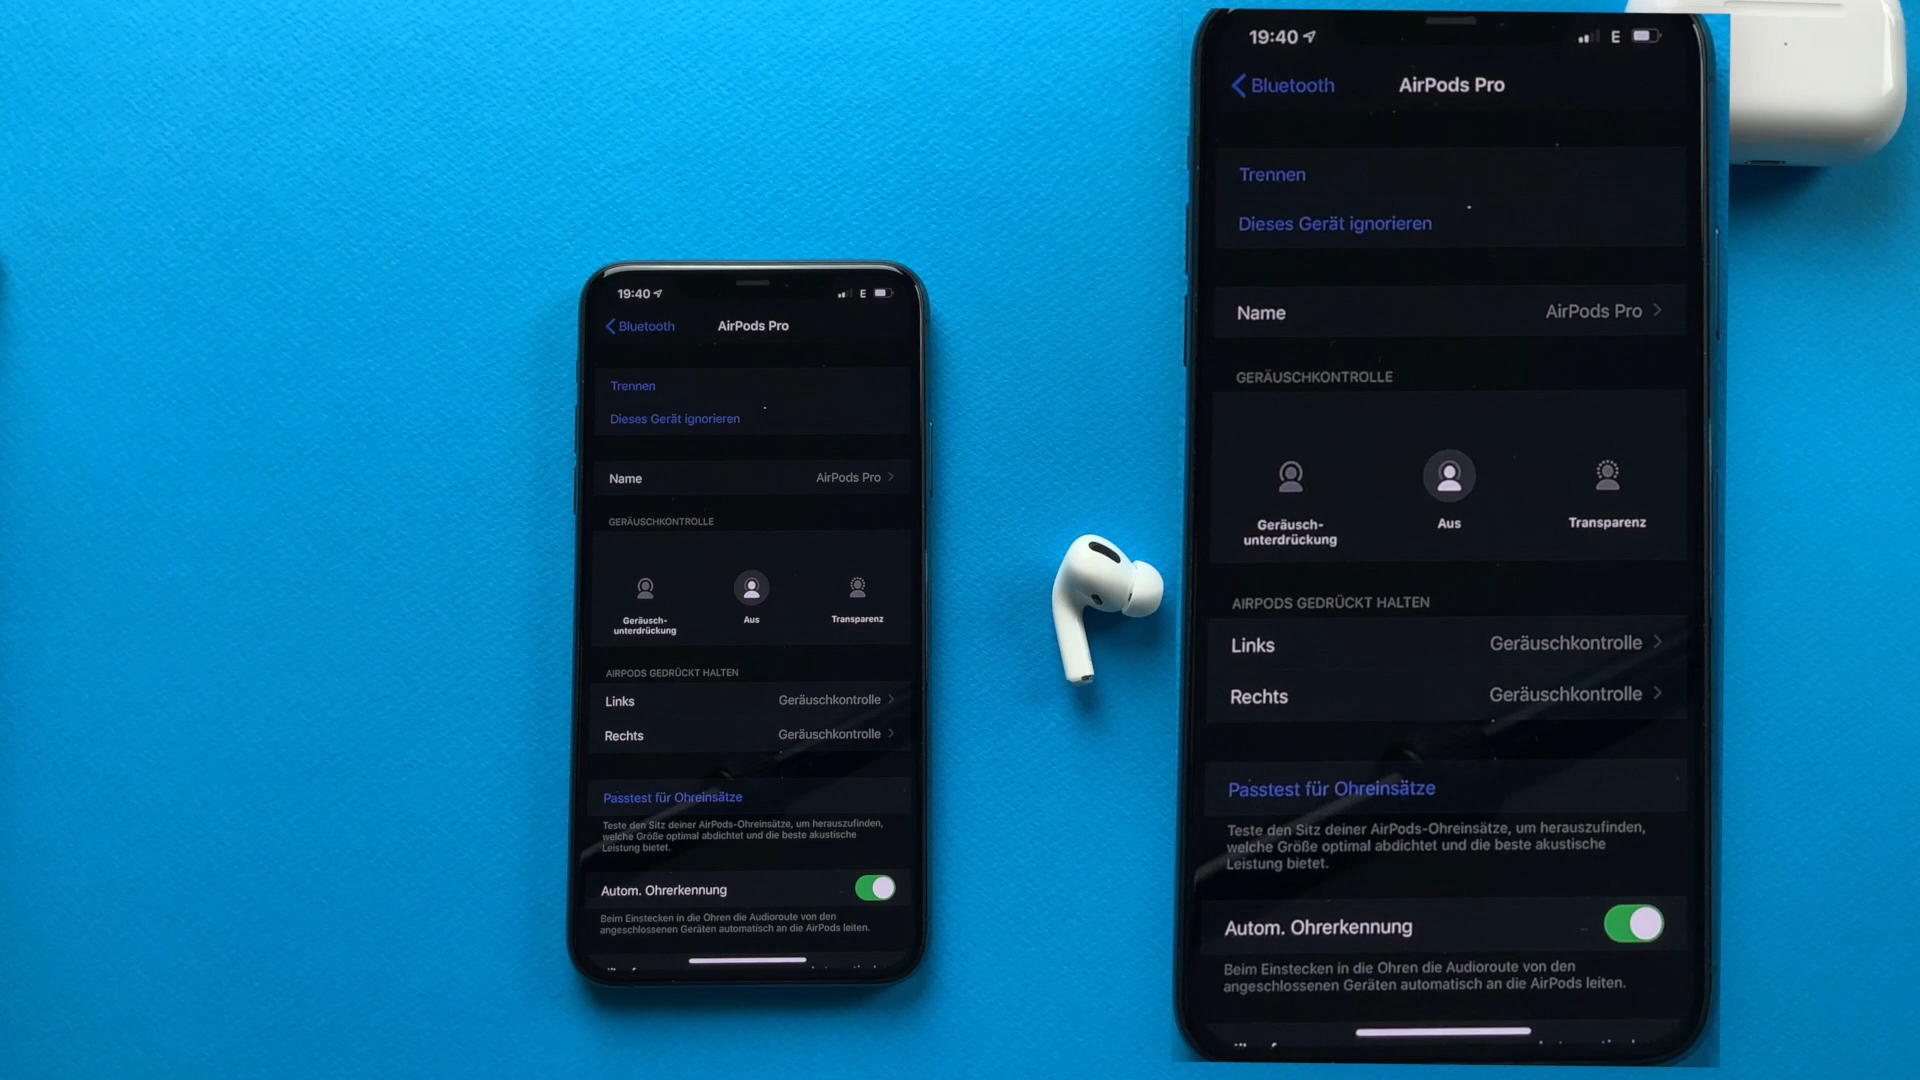 19:40
E
Bluetooth
AirPods Pro
Trennen
Dieses Gerät ignorieren
Name
AirPods Pro
GERÄUSCHKONTROLLE
Geräusch-
unterdrückung
Aus
Transparenz
AIRPODS GEDRÜCKT HALTEN
Links
Geräuschkontrolle
Rechts
Geräuschkontrolle
Passtest für Ohreinsätze
Teste den Sitz deiner AirPods-Ohreinsätze, um herauszufinden,
welche Größe optimal abdichtet und die beste akustische
Leistung bietet.
Autom. Ohrerkennung
Beim Einstecken in die Ohren die Audioroute von den
angeschlossenen Geräten automatisch an die AirPods leiten.
19:40
E
Bluetooth
AirPods Pro
Trennen
Dieses Gerät ignorieren
Name
AirPods Pro
GERÄUSCHKONTROLLE
Geräusch-
unterdrückung
Aus
Transparenz
AIRPODS GEDRÜCKT HALTEN
Links
Geräuschkontrolle
Rechts
Geräuschkontrolle
Passtest für Ohreinsätze
Teste den Sitz deiner AirPods-Ohreinsätze, um herauszufinden,
welche Größe optimal abdichtet und die beste akustische
Leistung bietet.
Autom. Ohrerkennung
Beim Einstecken in die Ohren die Audioroute von den
angeschlossenen Geräten automatisch an die AirPods leiten.